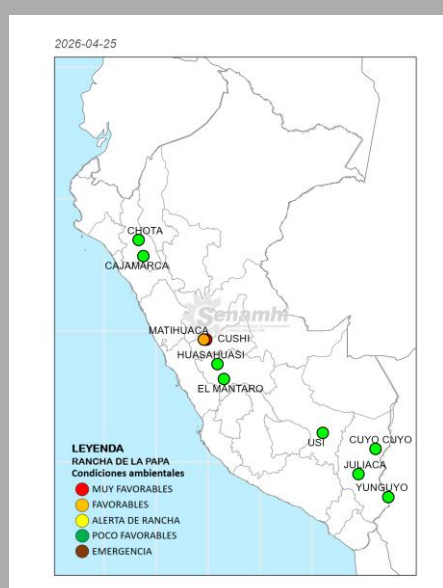 2026-04-25
CHOTA
CAJAMARCA
Senamhi
MATIHUACA
CUSHI
HUASAHUASI
EL MANTARO
USI
CUYO CUYO
JULIACA
YUNGUYO
LEYENDA
RANCHA DE LA PAPA
Condiciones ambientales
MUY FAVORABLES
FAVORABLES
ALERTA DE RANCHA
POCO FAVORABLES
EMERGENCIA